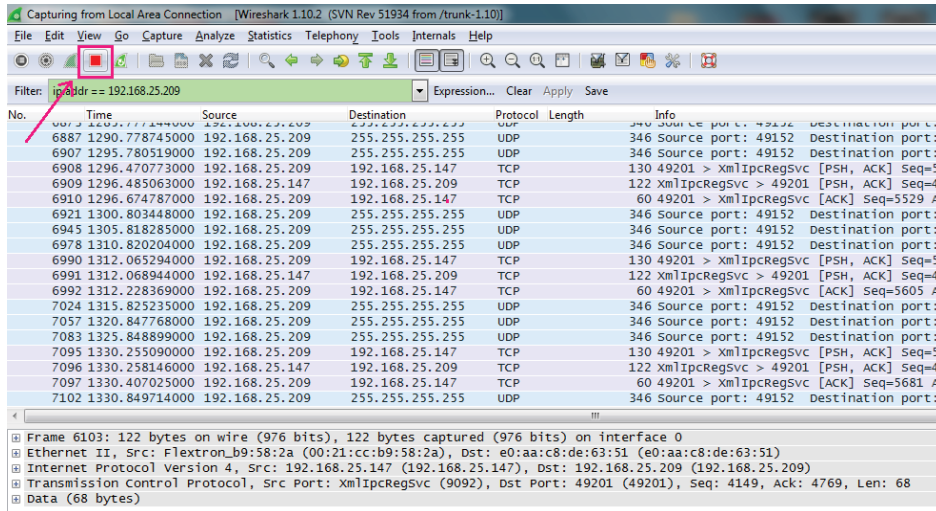 Capturing from Local Area Connection [Wireshark 1.10.2 (SVN Rev 51934 from /trunk-1.10)]
File Edit View Go Capture Analyze Statistics Telephony Tools Internals Help
Filter: ip.addr == 192.168.25.209 Expression... Clear Apply Save
No. Time Source Destination Protocol Length Info
6887 1290.778745000 192.168.25.209 255.255.255.255 UDP 346 Source port: 49152 Destination port:
6907 1295.780519000 192.168.25.209 255.255.255.255 UDP 346 Source port: 49152 Destination port:
6908 1296.470773000 192.168.25.209 192.168.25.147 TCP 130 49201 > XmlIpcRegSvc [PSH, ACK] Seq=5
6909 1296.485063000 192.168.25.147 192.168.25.209 TCP 122 XmlIpcRegSvc > 49201 [PSH, ACK] Seq=4
6910 1296.674787000 192.168.25.209 192.168.25.147 TCP 60 49201 > XmlIpcRegSvc [ACK] Seq=5529 A
6921 1300.803448000 192.168.25.209 255.255.255.255 UDP 346 Source port: 49152 Destination port:
6945 1305.818285000 192.168.25.209 255.255.255.255 UDP 346 Source port: 49152 Destination port:
6978 1310.820204000 192.168.25.209 255.255.255.255 UDP 346 Source port: 49152 Destination port:
6990 1312.065294000 192.168.25.209 192.168.25.147 TCP 130 49201 > XmlIpcRegSvc [PSH, ACK] Seq=5
6991 1312.068944000 192.168.25.147 192.168.25.209 TCP 122 XmlIpcRegSvc > 49201 [PSH, ACK] Seq=4
6992 1312.228369000 192.168.25.209 192.168.25.147 TCP 60 49201 > XmlIpcRegSvc [ACK] Seq=5605 A
7024 1315.825235000 192.168.25.209 255.255.255.255 UDP 346 Source port: 49152 Destination port:
7057 1320.847768000 192.168.25.209 255.255.255.255 UDP 346 Source port: 49152 Destination port:
7083 1325.848899000 192.168.25.209 255.255.255.255 UDP 346 Source port: 49152 Destination port:
7095 1330.255090000 192.168.25.209 192.168.25.147 TCP 130 49201 > XmlIpcRegSvc [PSH, ACK] Seq=5
7096 1330.258146000 192.168.25.147 192.168.25.209 TCP 122 XmlIpcRegSvc > 49201 [PSH, ACK] Seq=4
7097 1330.407025000 192.168.25.209 192.168.25.147 TCP 60 49201 > XmlIpcRegSvc [ACK] Seq=5681 A
7102 1330.849714000 192.168.25.209 255.255.255.255 UDP 346 Source port: 49152 Destination port:
Frame 6103: 122 bytes on wire (976 bits), 122 bytes captured (976 bits) on interface 0
Ethernet II, Src: Flextron_b9:58:2a (00:21:cc:b9:58:2a), Dst: e0:aa:c8:de:63:51 (e0:aa:c8:de:63:51)
Internet Protocol Version 4, Src: 192.168.25.147 (192.168.25.147), Dst: 192.168.25.209 (192.168.25.209)
Transmission Control Protocol, Src Port: XmlIpcRegSvc (9092), Dst Port: 49201 (49201), Seq: 4149, Ack: 4769, Len: 68
Data (68 bytes)